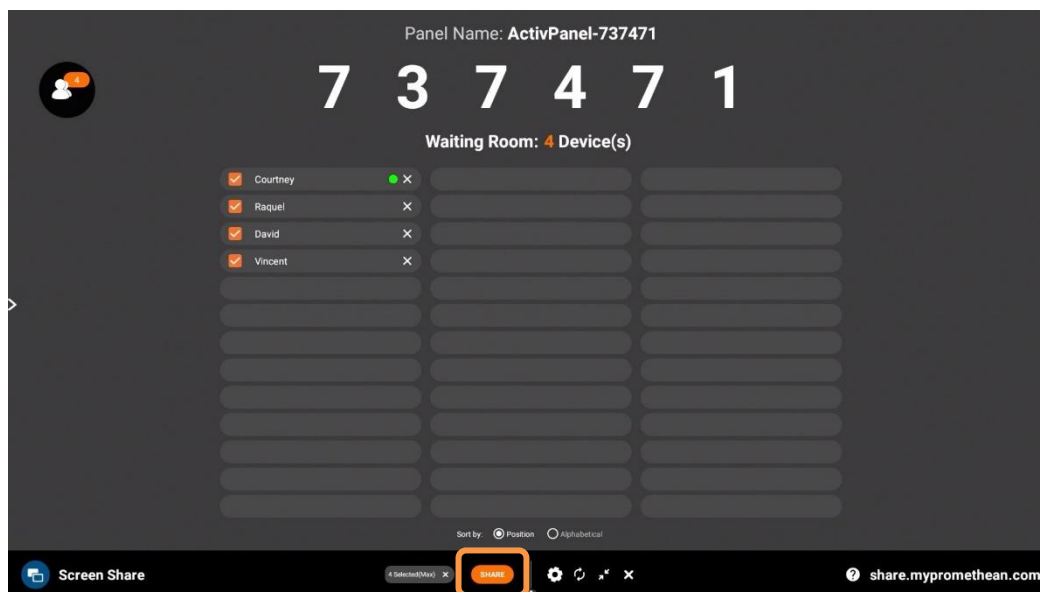 Panel Name: ActivPanel-737471
4
7 3 7 4 7 1
Waiting Room: 4 Device(s)
Courtney
Raquel
David
Vincent
Sort by: Position Alphabetical
Screen Share 4 Selected(Max) SHARE share.mypromethean.com